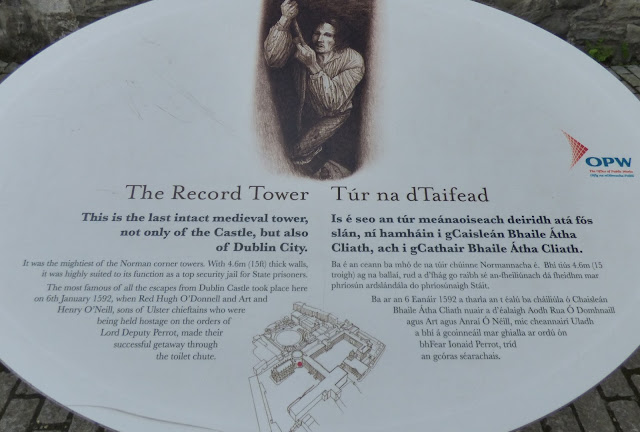 The Record Tower
This is the last intact medieval tower,
not only of the Castle, but also
of Dublin City.
It was the mightiest of the Norman corner towers. With 4.6m (15ft) thick walls,
it was highly suited to its function as a top security jail for State prisoners.
The most famous of all the escapes from Dublin Castle took place here
on 6th January 1592, when Red Hugh O'Donnell and Art and
Henry O'Neill, sons of Ulster chieftains who were
being held hostage on the orders of
Lord Deputy Perrot, made their
successful getaway through
the toilet chute.
Túr na dTaifead
Is é seo an túr meánaoiseach deiridh atá fós
slán, ní hamháin i gCaisleán Bhaile Átha
Cliath, ach i gCathair Bhaile Átha Cliath.
Ba é an ceann ba mhó de na túir chúinne Normannacha é. Bhí tiús 4.6m (15
troigh) ag na ballaí, rud a d'fhág go raibh sé an-fheiliúnach dá fheidhm mar
phríosún ardslándála do phríosúnaigh Stáit.
Ba ar an 6 Eanáir 1592 a tharla an t-éalú ba cháiliúla ó Chaisleán
Bhaile Átha Cliath nuair a d'éalaigh Aodh Rua Ó Domhnaill
agus Art agus Anraí Ó Néill, mic cheannairí Uladh
a bhí á gcoinneáil mar ghialla ar ordú ón
bhFear Ionaid Perrot, tríd
an gcóras séarachais.
OPW
The Office of Public Works
Oifig na nOibreacha Poiblí